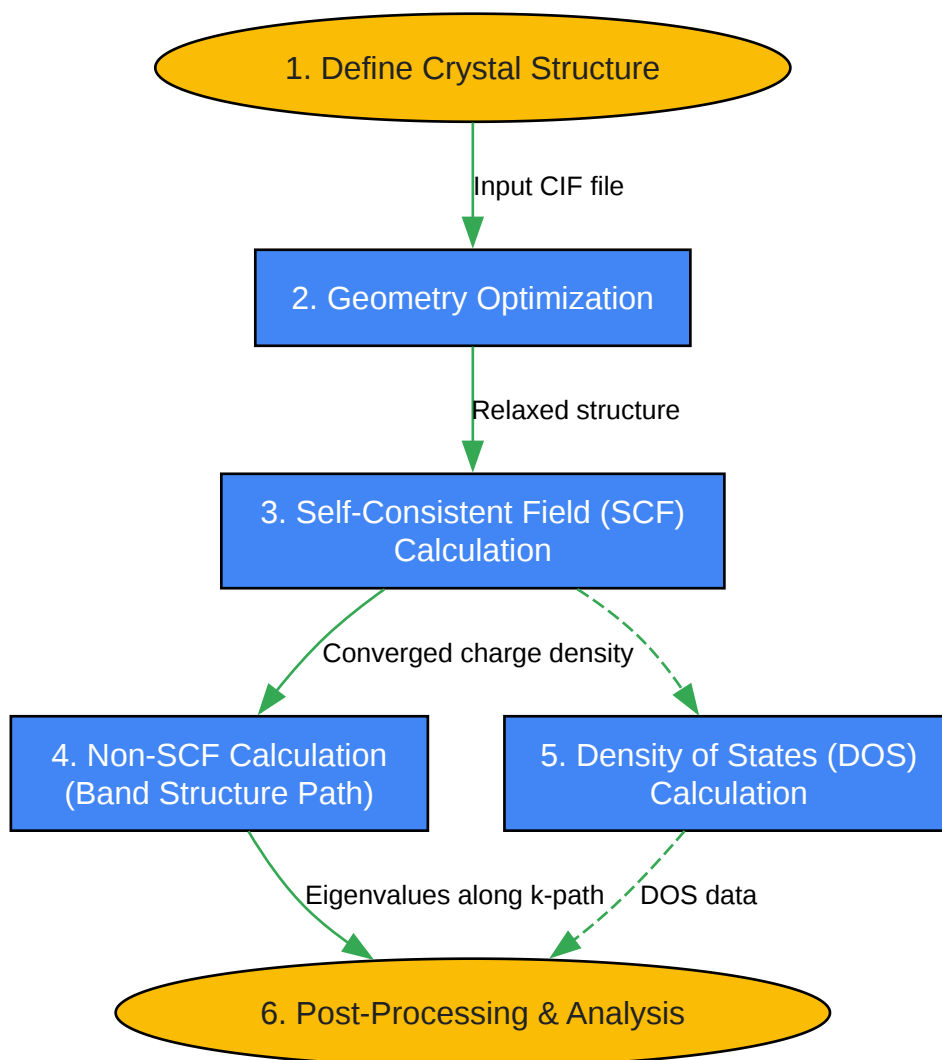 1. Define Crystal Structure
Input CIF file
2. Geometry Optimization
Relaxed structure
3. Self-Consistent Field (SCF)
Calculation
Converged charge density
4. Non-SCF Calculation
(Band Structure Path)
5. Density of States (DOS)
Calculation
Eigenvalues along k-path
DOS data
6. Post-Processing & Analysis